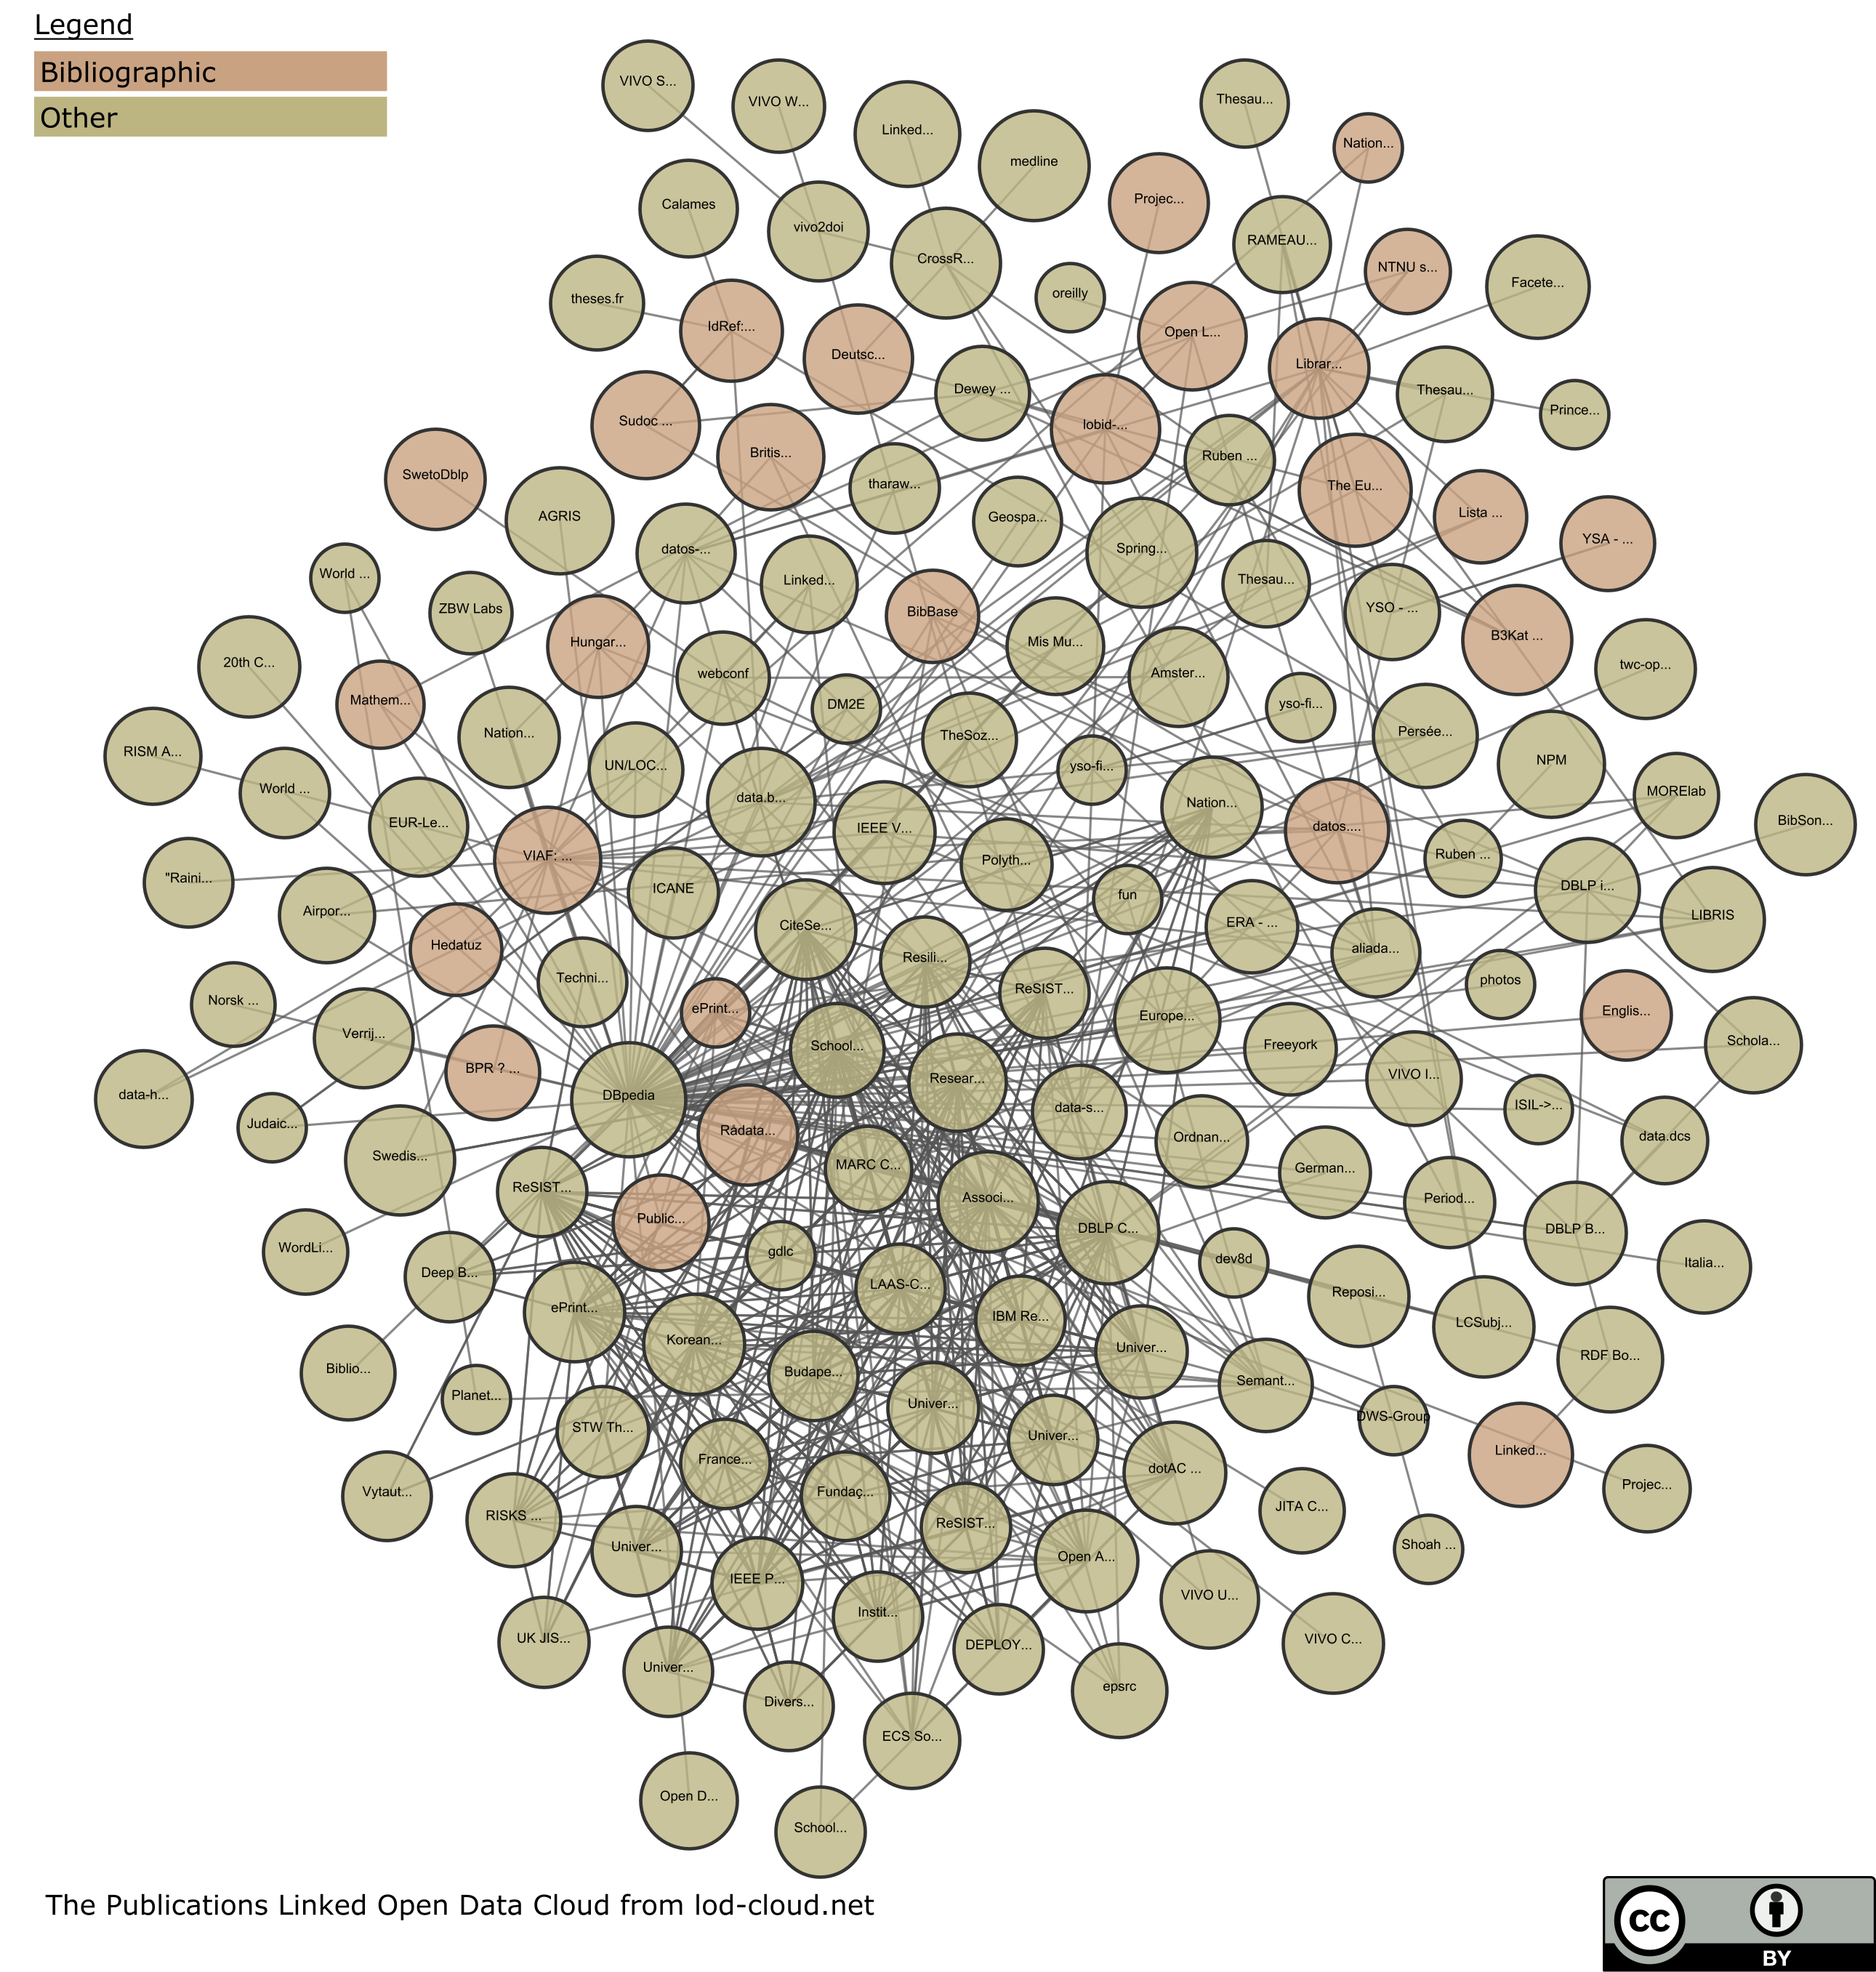 Legend
Bibliographic
Other
VIVO S...
VIVO W...
Linked...
medline
Thesau...
Nation...
Calames
vivo2doi
CrossR...
Projec...
RAMEAU...
NTNU s...
Facete...
theses.fr
IdRef:...
Deutsc...
oreilly
Open L...
Librar...
Dewey ...
Thesau...
Prince...
Sudoc ...
Britis...
lobid-...
Ruben ...
The Eu...
Lista ...
YSA - ...
SwetoDblp
AGRIS
tharaw...
Geospa...
datos-...
Linked...
Spring...
Thesau...
YSO - ...
B3Kat ...
World ...
ZBW Labs
BibBase
Hungar...
Mis Mu...
Amster...
twc-op...
20th C...
webconf
Mathem...
DM2E
yso-fi...
Nation...
TheSoz...
Persée...
RISM A...
UN/LOC...
yso-fi...
NPM
World ...
data.b...
Nation...
MORElab
EUR-Le...
IEEE V...
datos....
BibSon...
VIAF: ...
Polyth...
Ruben ...
"Raini...
ICANE
fun
DBLP i...
Airpor...
CiteSe...
ERA - ...
LIBRIS
Hedatuz
Resili...
aliada...
Techni...
ReSIST...
photos
Norsk ...
ePrint...
Europe...
Englis...
Verrij...
School...
Freeyork
Schola...
BPR ? ...
Resear...
VIVO I...
data-h...
DBpedia
data-s...
ISIL->...
Judaic...
Rådata...
Ordnan...
data.dcs
Swedis...
MARC C...
German...
ReSIST...
Associ...
Period...
Public...
DBLP C...
DBLP B...
WordLi...
gdlc
dev8d
Italia...
Deep B...
LAAS-C...
Reposi...
ePrint...
IBM Re...
LCSubj...
Korean...
Univer...
RDF Bo...
Biblio...
Budape...
Semant...
Planet...
Univer...
DWS-Group
STW Th...
Univer...
Linked...
France...
dotAC ...
Projec...
Vytaut...
Fundaç...
JITA C...
RISKS ...
ReSIST...
Univer...
Open A...
Shoah ...
IEEE P...
VIVO U...
UK JIS...
Instit...
DEPLOY...
VIVO C...
Univer...
epsrc
Divers...
ECS So...
Open D...
School...
The Publications Linked Open Data Cloud from lod-cloud.net
cc
BY